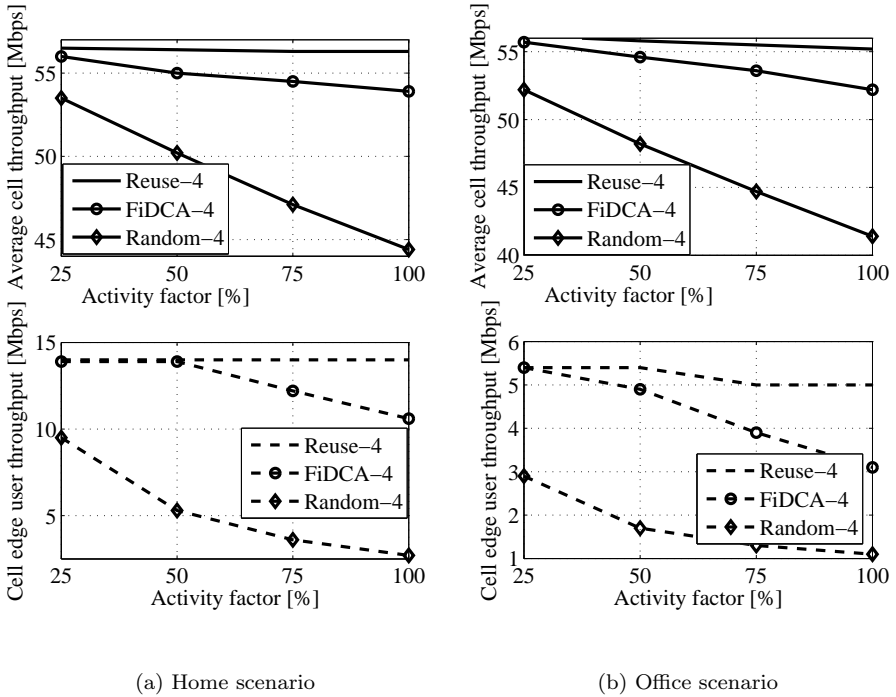 Average cell throughput [Mbps]
55
50
45
25 50 75 100
Activity factor [%]
Reuse−4
FiDCA−4
Random−4
Average cell throughput [Mbps]
55
50
45
40
25 50 75 100
Activity factor [%]
Reuse−4
FiDCA−4
Random−4
Cell edge user throughput [Mbps]
15
10
5
25 50 75 100
Activity factor [%]
Reuse−4
FiDCA−4
Random−4
Cell edge user throughput [Mbps]
6
5
4
3
2
1
25 50 75 100
Activity factor [%]
Reuse−4
FiDCA−4
Random−4
(a) Home scenario
(b) Office scenario